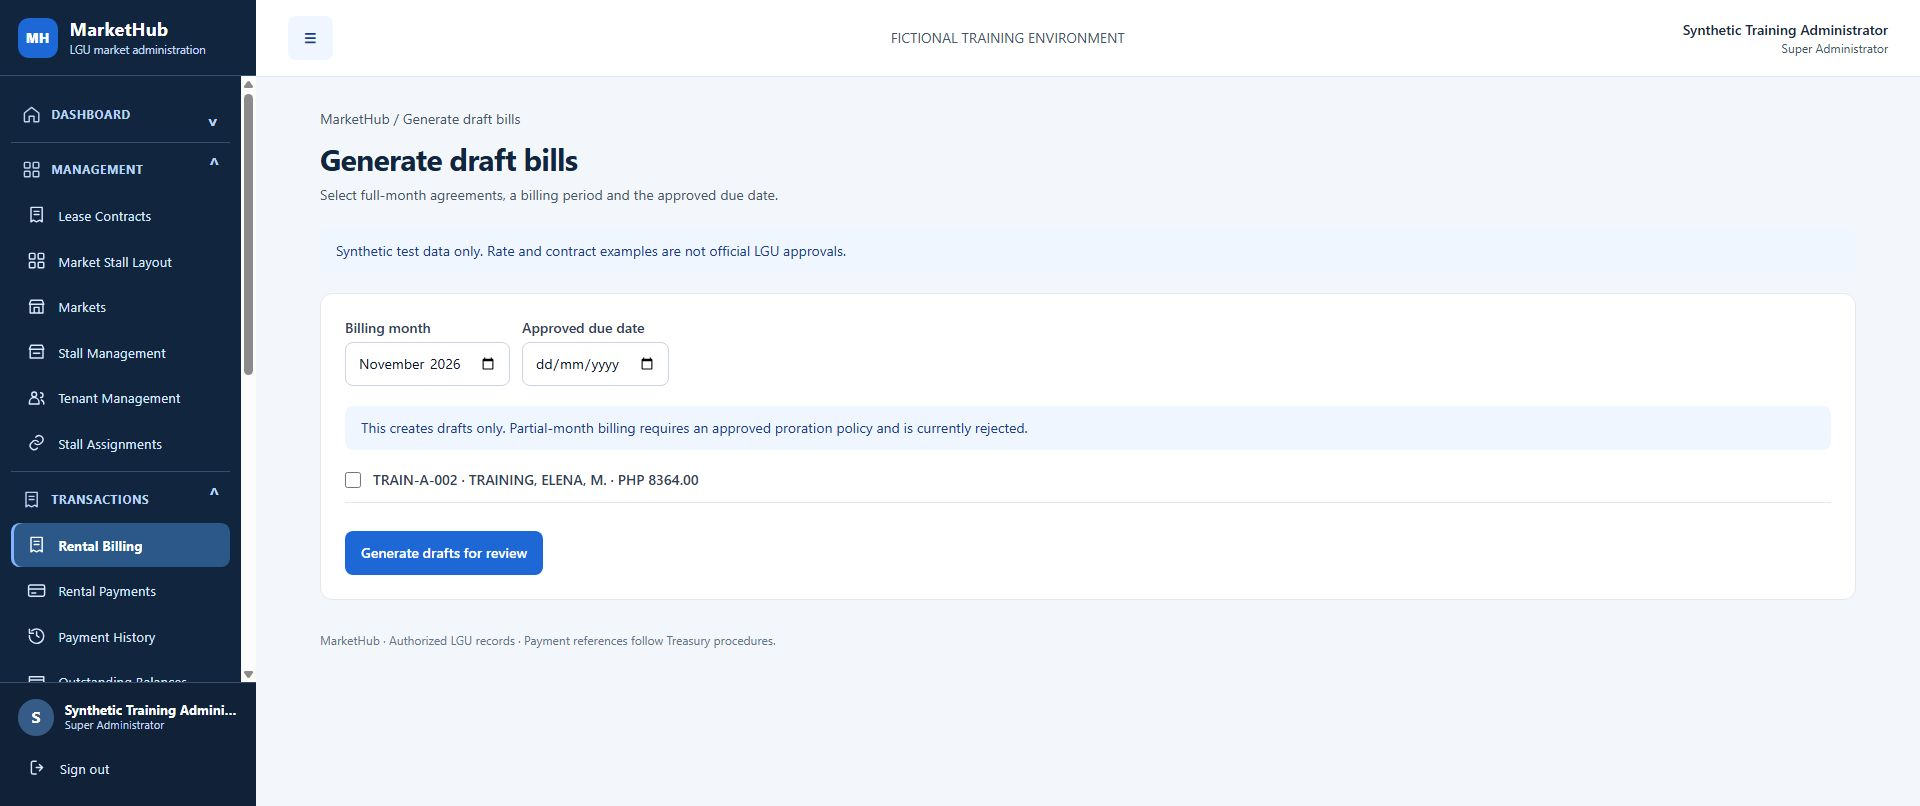 MH
MarketHub
LGU market administration
☰
FICTIONAL TRAINING ENVIRONMENT
Synthetic Training Administrator
Super Administrator
DASHBOARD
MANAGEMENT
Lease Contracts
Market Stall Layout
Markets
Stall Management
Tenant Management
Stall Assignments
TRANSACTIONS
Rental Billing
Rental Payments
Payment History
Outstanding Balances
S
Synthetic Training Admini...
Super Administrator
Sign out
MarketHub / Generate draft bills
Generate draft bills
Select full-month agreements, a billing period and the approved due date.
Synthetic test data only. Rate and contract examples are not official LGU approvals.
Billing month
Approved due date
November 2026
dd/mm/yyyy
This creates drafts only. Partial-month billing requires an approved proration policy and is currently rejected.
TRAIN-A-002 · TRAINING, ELENA, M. · PHP 8364.00
Generate drafts for review
MarketHub · Authorized LGU records · Payment references follow Treasury procedures.